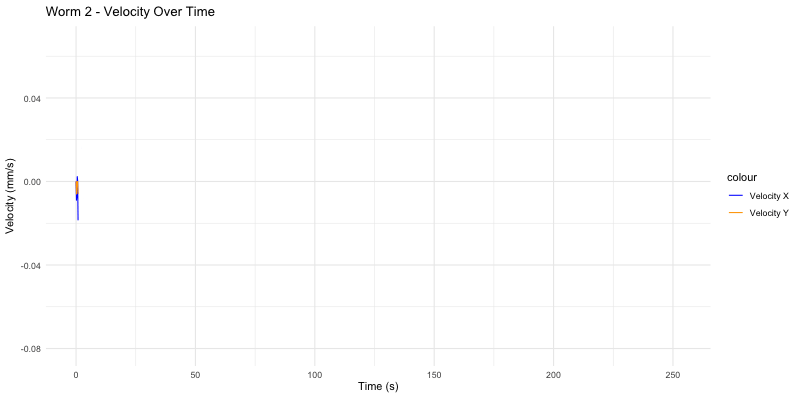 Worm 2 - Velocity Over Time
Velocity (mm/s)
0.04
0.00
-0.04
-0.08
0
50
100
150
200
250
Time (s)
colour
Velocity X
Velocity Y